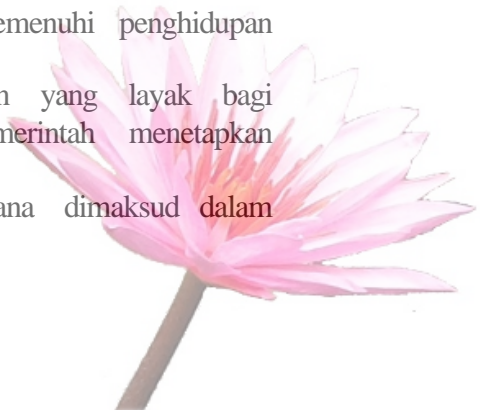 emenuhi penghidupan
yang layak bagi
merintah menetapkan
ana dimaksud dalam